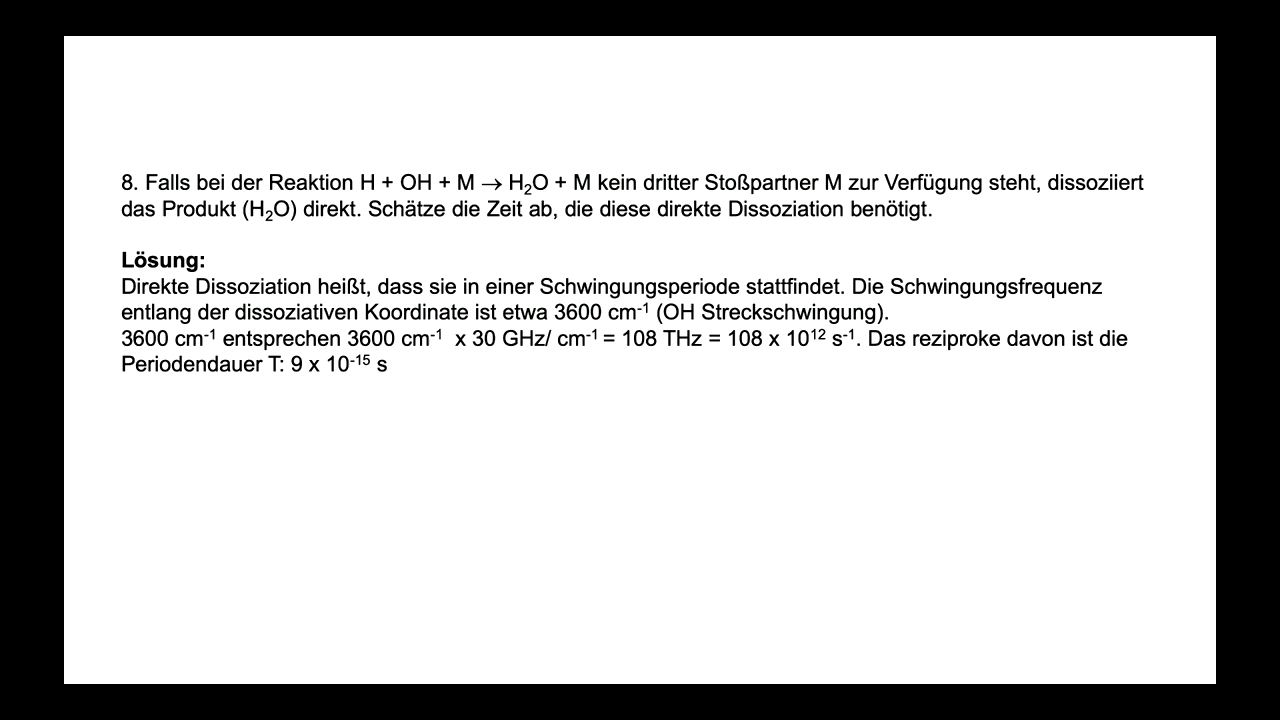 8. Falls bei der Reaktion H + OH + M → H₂O + M kein dritter Stoßpartner M zur Verfügung steht, dissoziiert
das Produkt (H₂O) direkt. Schätze die Zeit ab, die diese direkte Dissoziation benötigt.
Lösung:
Direkte Dissoziation heißt, dass sie in einer Schwingungsperiode stattfindet. Die Schwingungsfrequenz
entlang der dissoziativen Koordinate ist etwa 3600 cm⁻¹ (OH Streckschwingung).
3600 cm⁻¹ entsprechen 3600 cm⁻¹ x 30 GHz/ cm⁻¹ = 108 THz = 108 x 10¹² s⁻¹. Das reziproke davon ist die
Periodendauer T: 9 x 10⁻¹⁵ s